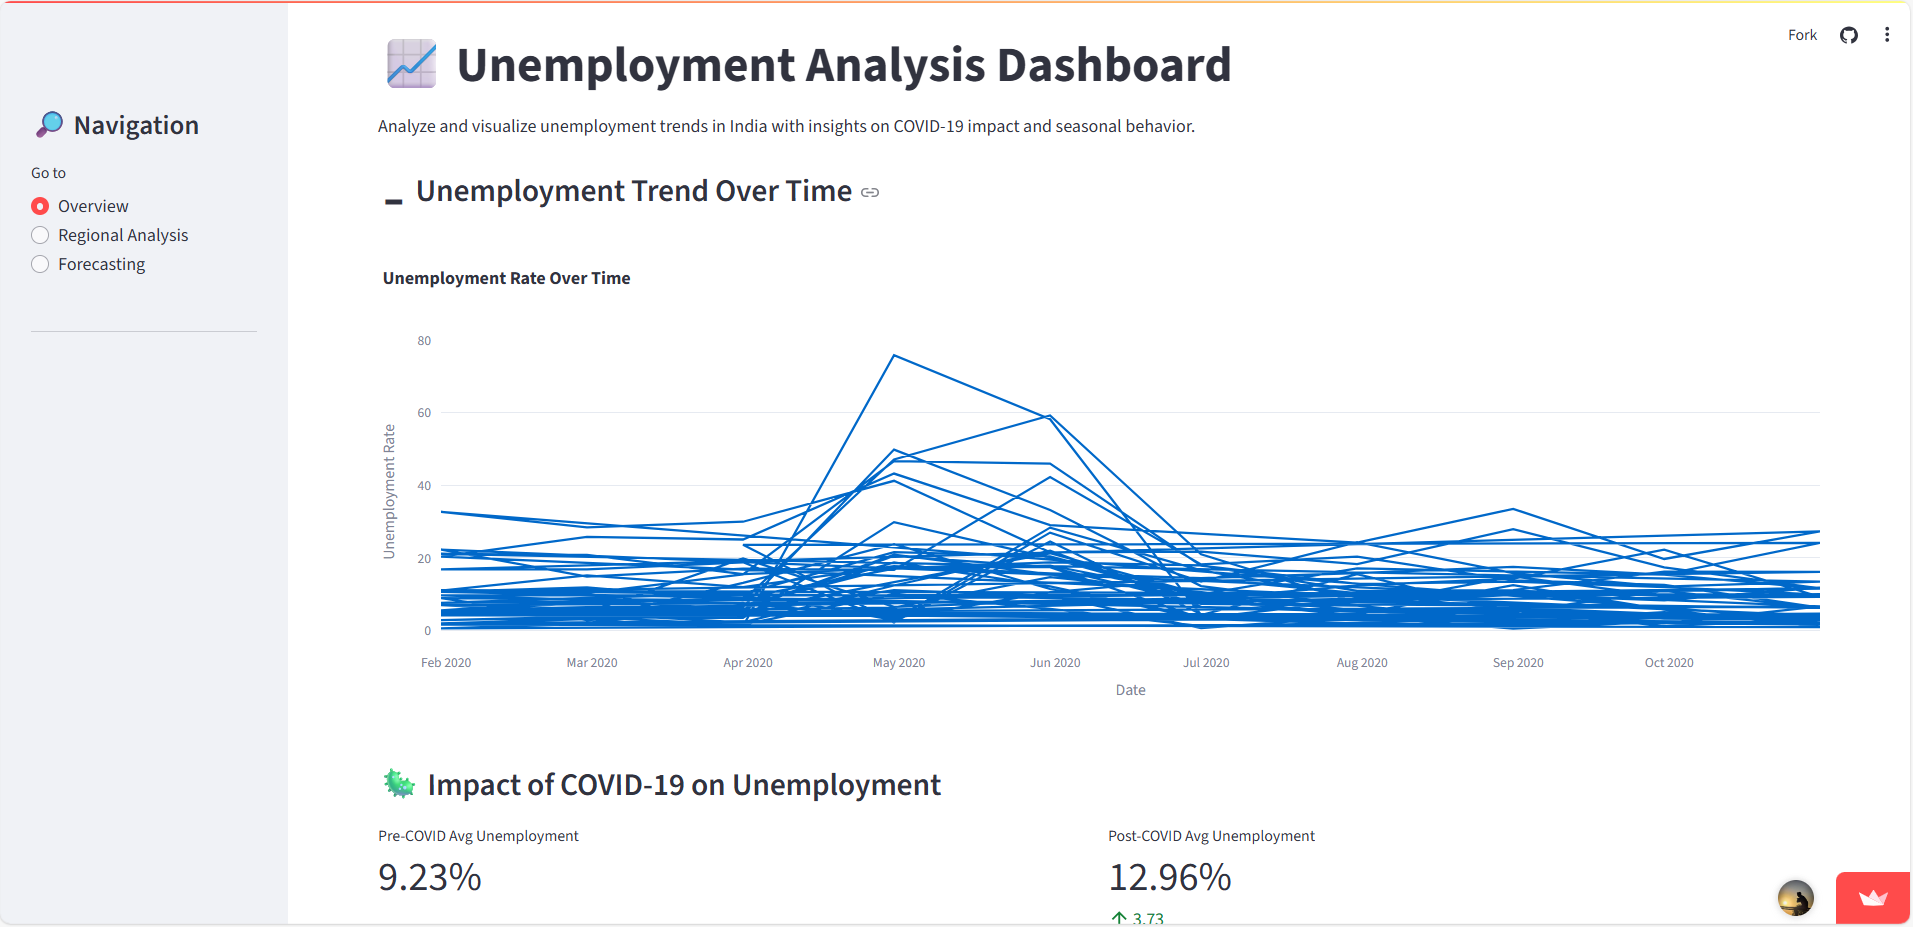 Fork
Unemployment Analysis Dashboard
Navigation
Analyze and visualize unemployment trends in India with insights on COVID-19 impact and seasonal behavior.
Go to
Overview
Regional Analysis
Forecasting
Unemployment Trend Over Time
Unemployment Rate Over Time
80
60
40
20
0
Unemployment Rate
Feb 2020 Mar 2020 Apr 2020 May 2020 Jun 2020 Jul 2020 Aug 2020 Sep 2020 Oct 2020
Date
Impact of COVID-19 on Unemployment
Pre-COVID Avg Unemployment
9.23%
Post-COVID Avg Unemployment
12.96%
↑ 3.73